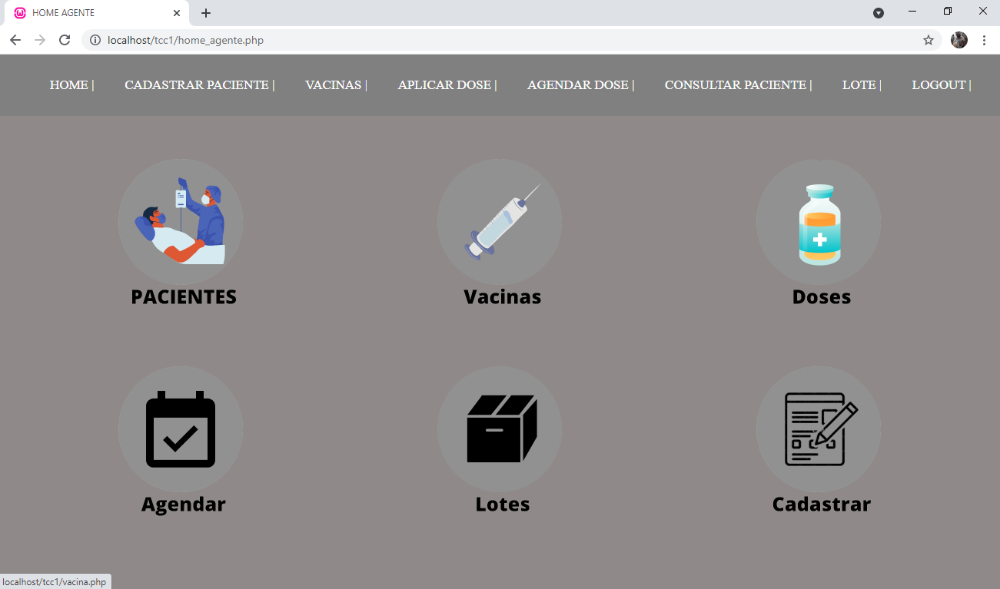 HOME AGENTE
localhost/tcc1/home_agente.php
HOME | CADASTRAR PACIENTE | VACINAS | APLICAR DOSE | AGENDAR DOSE | CONSULTAR PACIENTE | LOTE | LOGOUT |
PACIENTES Vacinas Doses
Agendar Lotes Cadastrar
localhost/tcc1/vacina.php